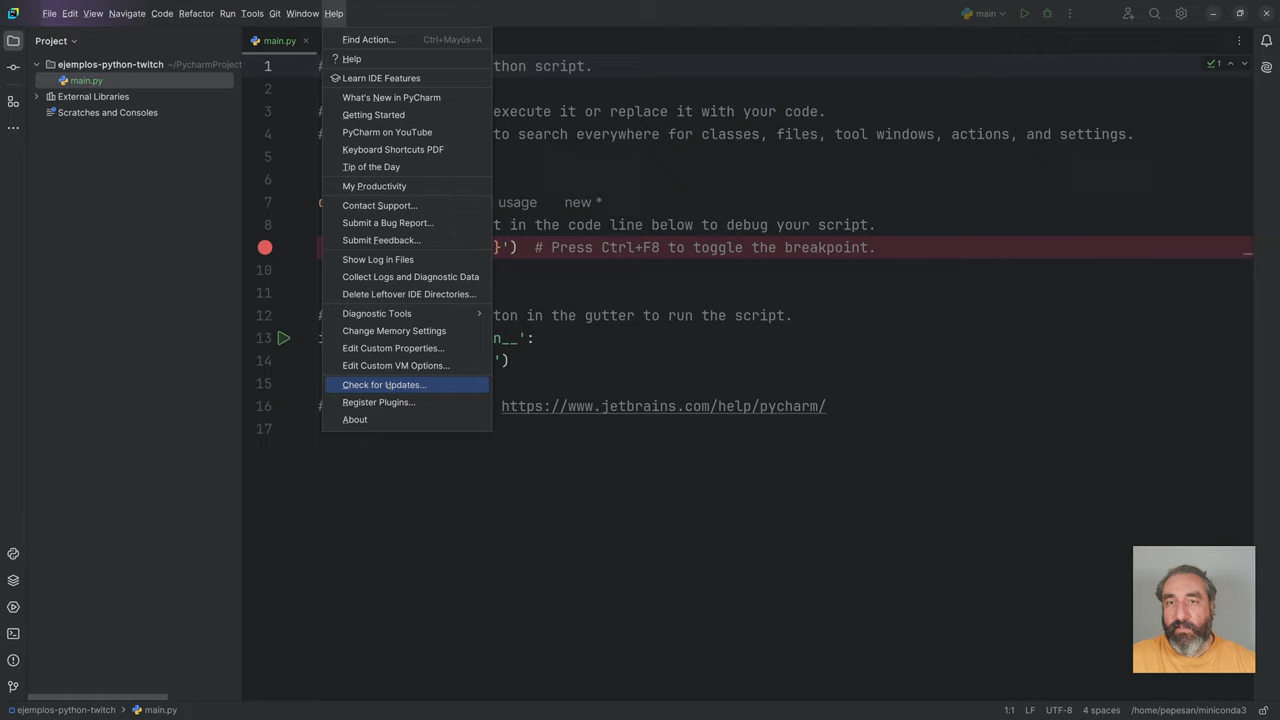 File Edit View Navigate Code Refactor Run Tools Git Window Help
main
Project
ejemplos-python-twitch ~/PycharmProject
main.py
External Libraries
Scratches and Consoles
main.py
Find Action... Ctrl+Mayús+A
Help
Learn IDE Features
What's New in PyCharm
Getting Started
PyCharm on YouTube
Keyboard Shortcuts PDF
Tip of the Day
My Productivity
Contact Support...
Submit a Bug Report...
Submit Feedback...
Show Log in Files
Collect Logs and Diagnostic Data
Delete Leftover IDE Directories...
Diagnostic Tools
Change Memory Settings
Edit Custom Properties...
Edit Custom VM Options...
Check for Updates...
Register Plugins...
About
1 # thon script.
2
3 # execute it or replace it with your code.
4 # to search everywhere for classes, files, tool windows, actions, and settings.
5
6
7 usage new *
8 t in the code line below to debug your script.
}') # Press Ctrl+F8 to toggle the breakpoint.
10
11
12 # ton in the gutter to run the script.
13 i n__':
14 ')
15
16 # https://www.jetbrains.com/help/pycharm/
17
1
ejemplos-python-twitch main.py
1:1 LF UTF-8 4 spaces /home/pepesan/miniconda3